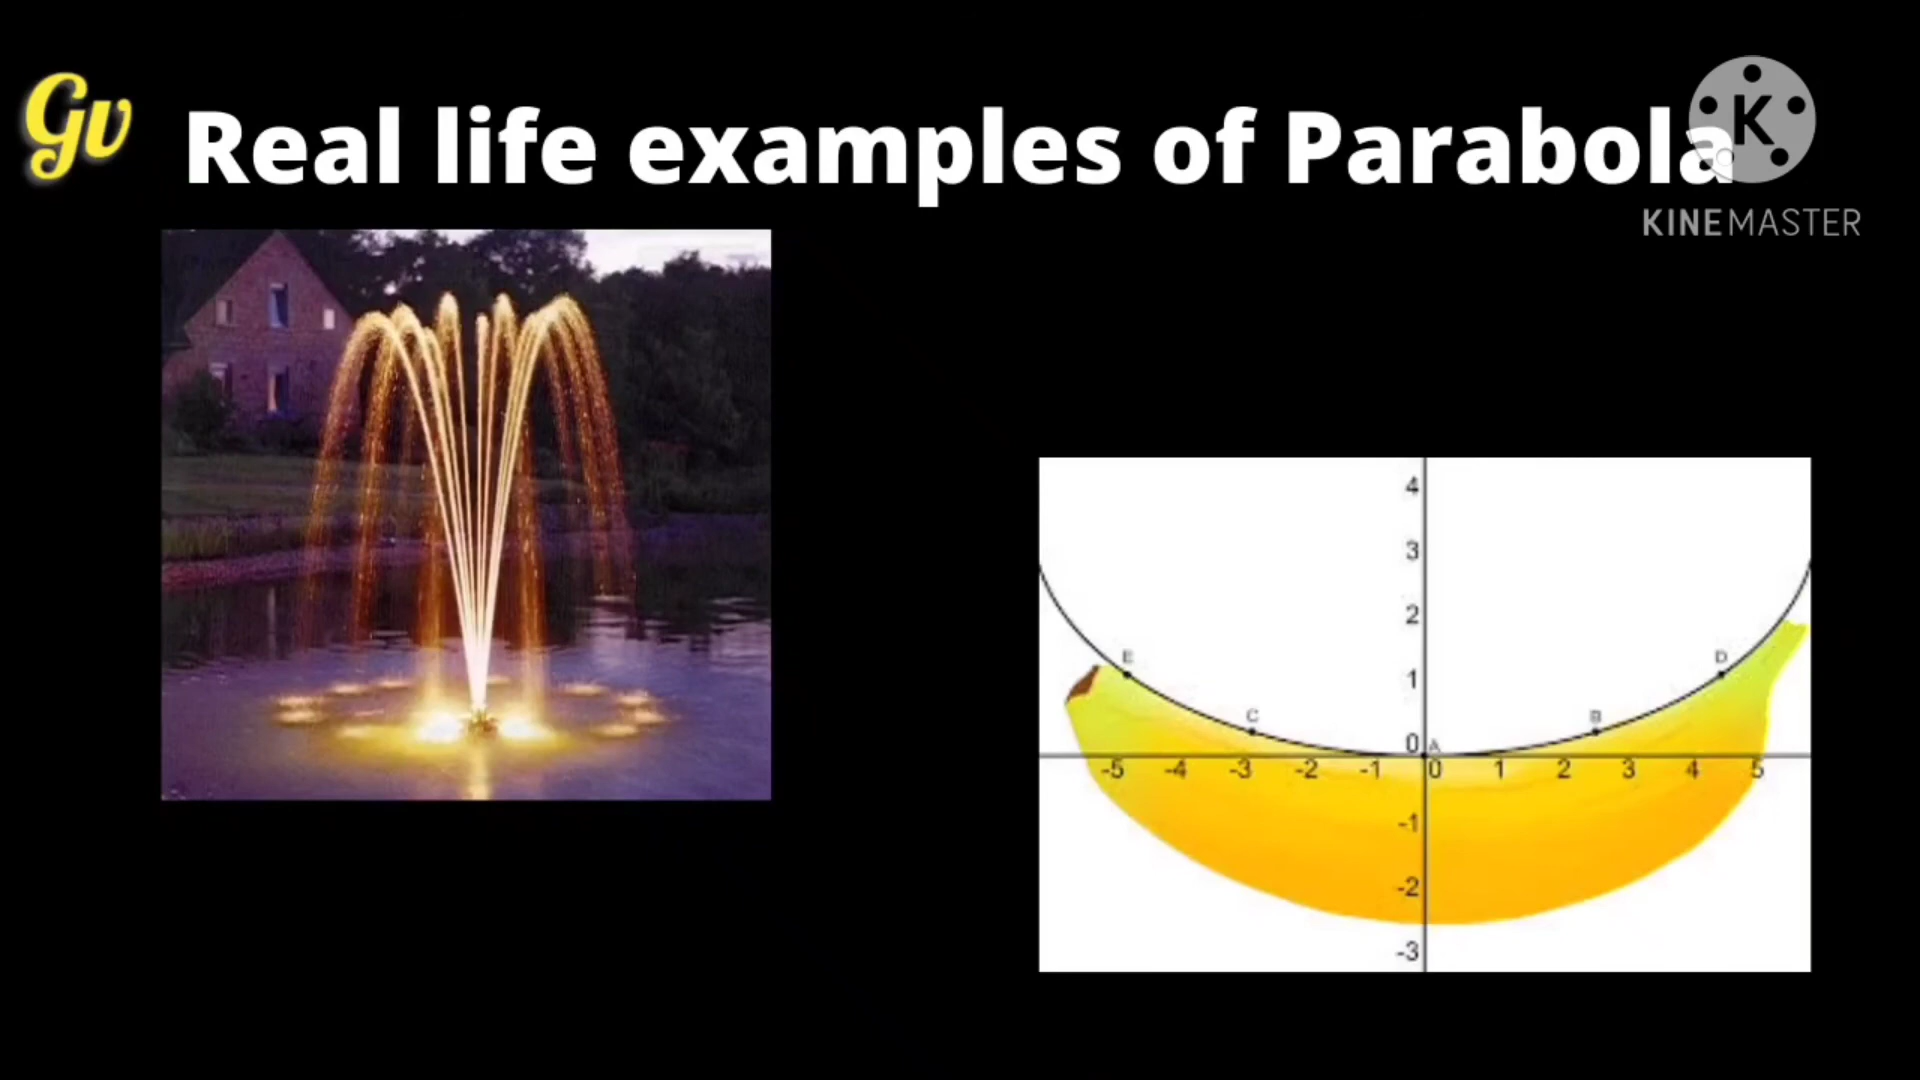 Gv
Real life examples of Parabola
K
KINEMASTER
4
3
2
1
0
E
D
C
B
A
-5 -4 -3 -2 -1 0 1 2 3 4 5
-1
-2
-3